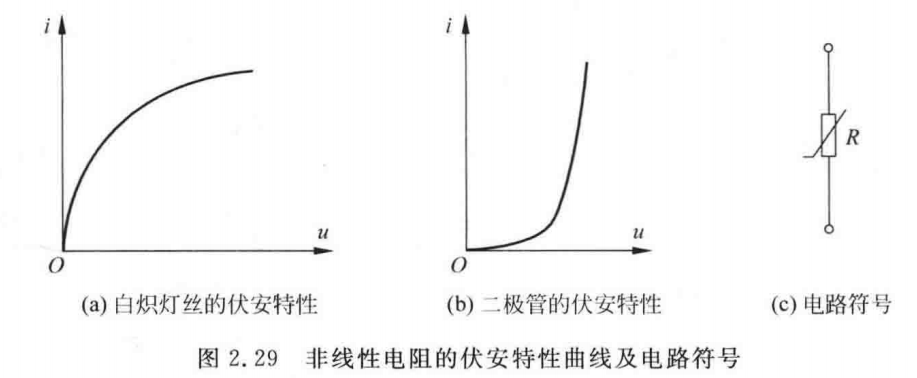 i
u
O
(a) 白炽灯丝的伏安特性
i
u
O
(b) 二极管的伏安特性
R
(c) 电路符号
图 2.29 非线性电阻的伏安特性曲线及电路符号